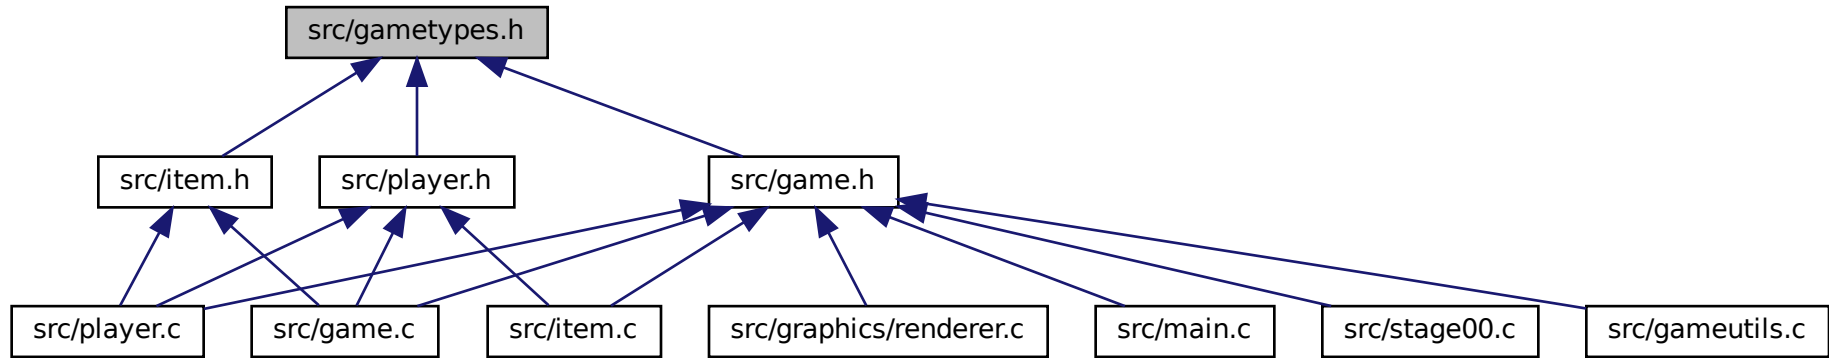 src/gametypes.h
src/item.h
src/player.h
src/game.h
src/player.c
src/game.c
src/item.c
src/graphics/renderer.c
src/main.c
src/stage00.c
src/gameutils.c